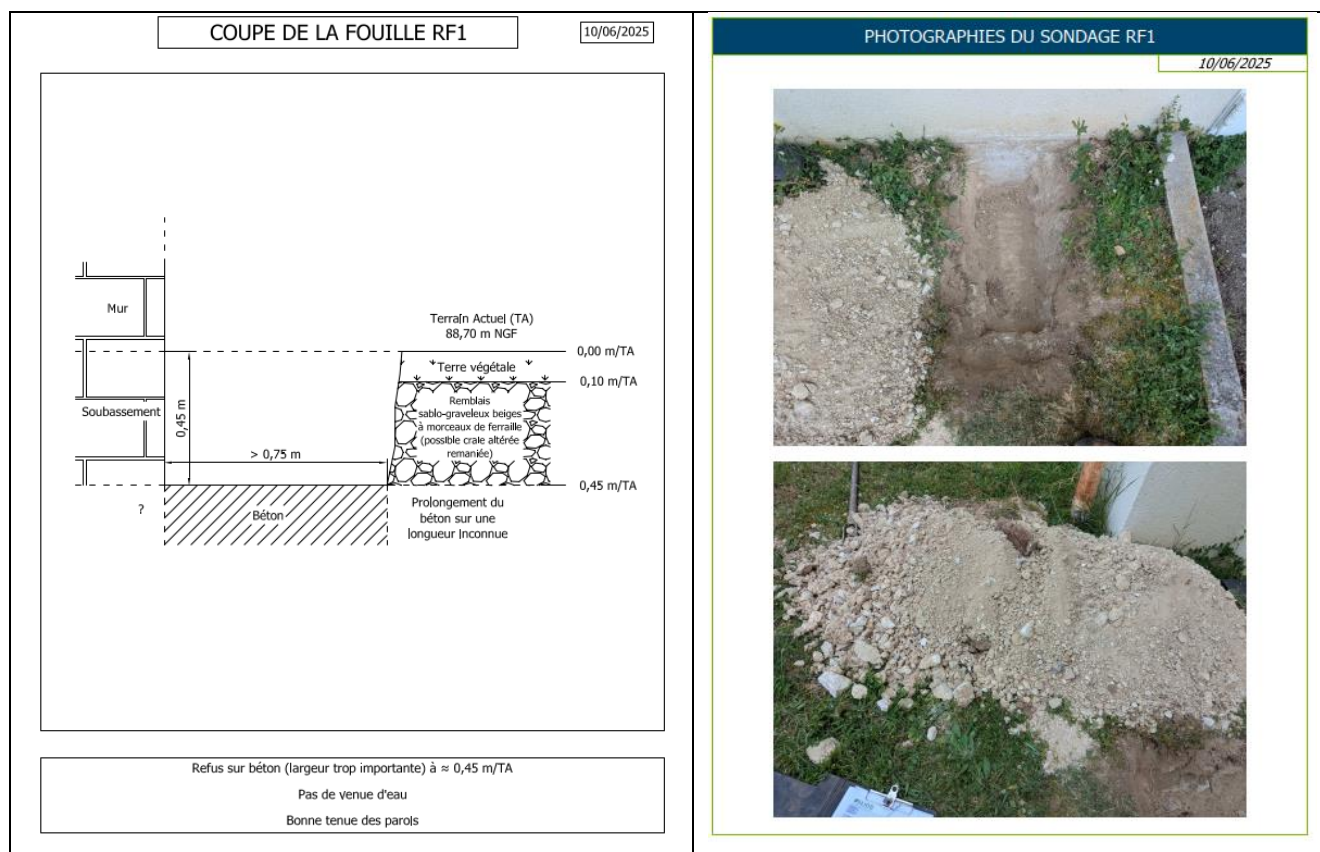 COUPE DE LA FOUILLE RF1
10/06/2025
Mur
Terrain Actuel (TA)
88,70 m NGF
0,00 m/TA
Terre végétale
0,10 m/TA
Soubassement
0,45 m
Remblais
sablo-graveleux beiges
à morceaux de ferraille
(possible craie altérée
remaniée)
> 0,75 m
0,45 m/TA
?
Béton
Prolongement du
béton sur une
longueur inconnue
Refus sur béton (largeur trop importante) à ≈ 0,45 m/TA
Pas de venue d'eau
Bonne tenue des parois
PHOTOGRAPHIES DU SONDAGE RF1
10/06/2025